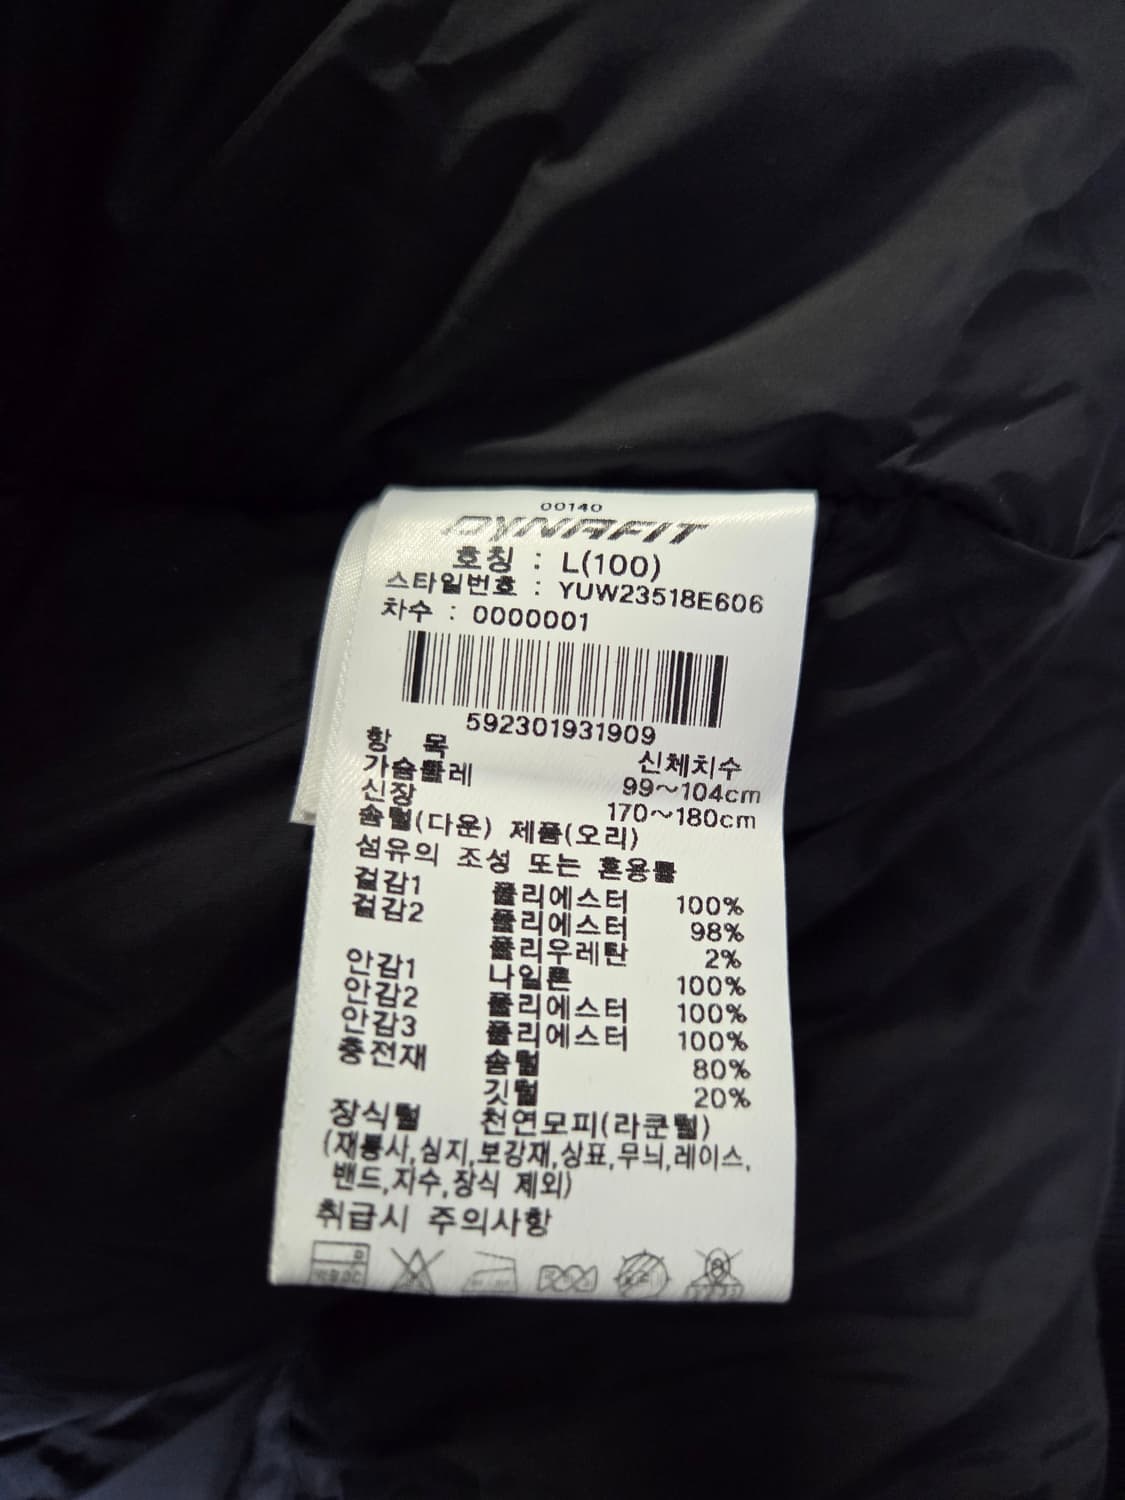 00140
DYNAFIT
호칭 : L(100)
스타일번호 : YUW23518E606
차수 : 0000001
592301931909
항 목 신체치수
가슴둘레 99~104cm
신장 170~180cm
솜털(다운) 제품(오리)
섬유의 조성 또는 혼용률
겉감1 폴리에스터 100%
겉감2 폴리에스터 98%
폴리우레탄 2%
안감1 나일론 100%
안감2 폴리에스터 100%
안감3 폴리에스터 100%
충전재 솜털 80%
깃털 20%
장식털 천연모피(라쿤털)
(재봉사,심지,보강재,상표,무늬,레이스,
밴드,자수,장식 제외)
취급시 주의사항